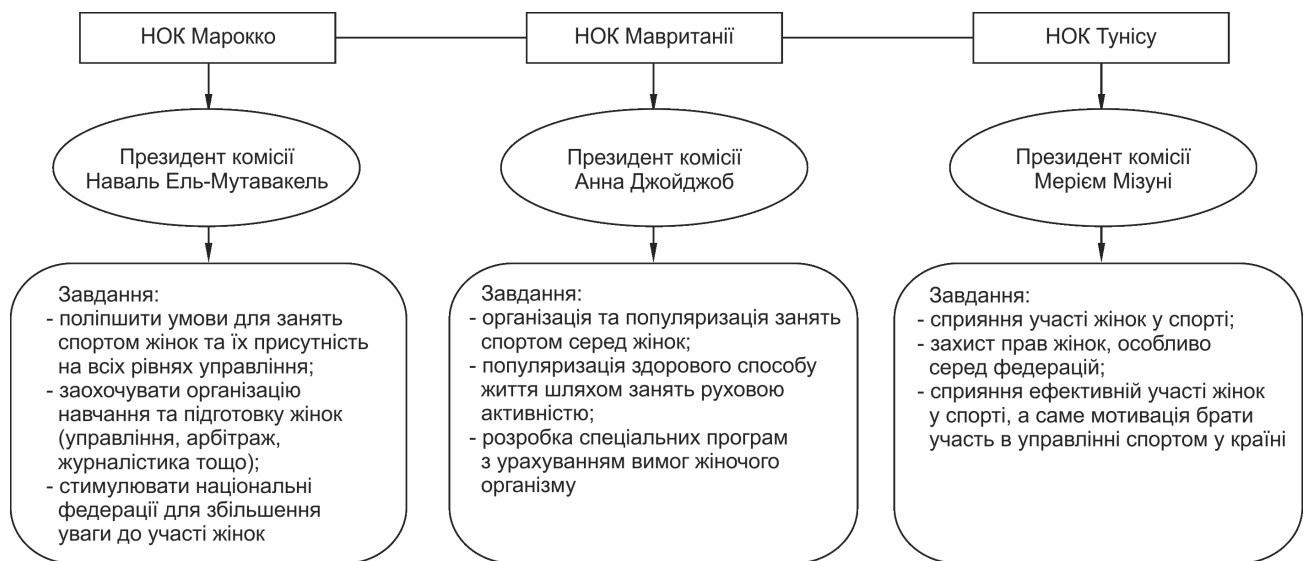 НОК Марокко
НОК Мавританії
НОК Тунісу
Президент комісії
Наваль Ель-Мутавакель
Президент комісії
Анна Джойджоб
Президент комісії
Мерієм Мізуні
Завдання:
- поліпшити умови для занять
спортом жінок та їх присутність
на всіх рівнях управління;
- заохочувати організацію
навчання та підготовку жінок
(управління, арбітраж,
журналістика тощо);
- стимулювати національні
федерації для збільшення
уваги до участі жінок
Завдання:
- організація та популяризація занять
спортом серед жінок;
- популяризація здорового способу
життя шляхом занять руховою
активністю;
- розробка спеціальних програм
з урахуванням вимог жіночого
організму
Завдання:
- сприяння участі жінок у спорті;
- захист прав жінок, особливо
серед федерацій;
- сприяння ефективній участі жінок
у спорті, а саме мотивація брати
участь в управлінні спортом у країні